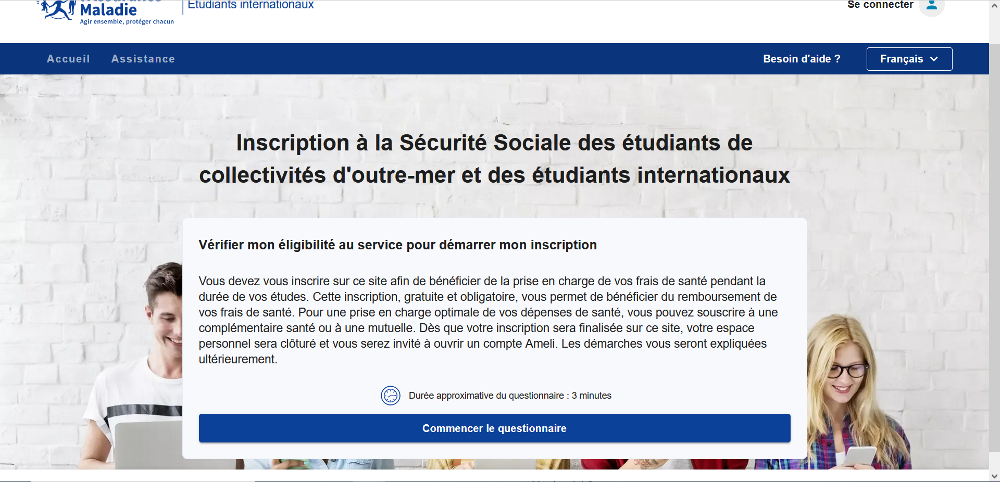 Maladie
Agir ensemble, protéger chacun
Étudiants internationaux
Se connecter
Accueil
Assistance
Besoin d'aide ?
Français
Inscription à la Sécurité Sociale des étudiants de
collectivités d'outre-mer et des étudiants internationaux
Vérifier mon éligibilité au service pour démarrer mon inscription
Vous devez vous inscrire sur ce site afin de bénéficier de la prise en charge de vos frais de santé pendant la
durée de vos études. Cette inscription, gratuite et obligatoire, vous permet de bénéficier du remboursement de
vos frais de santé. Pour une prise en charge optimale de vos dépenses de santé, vous pouvez souscrire à une
complémentaire santé ou à une mutuelle. Dès que votre inscription sera finalisée sur ce site, votre espace
personnel sera clôturé et vous serez invité à ouvrir un compte Ameli. Les démarches vous seront expliquées
ultérieurement.
Durée approximative du questionnaire : 3 minutes
Commencer le questionnaire